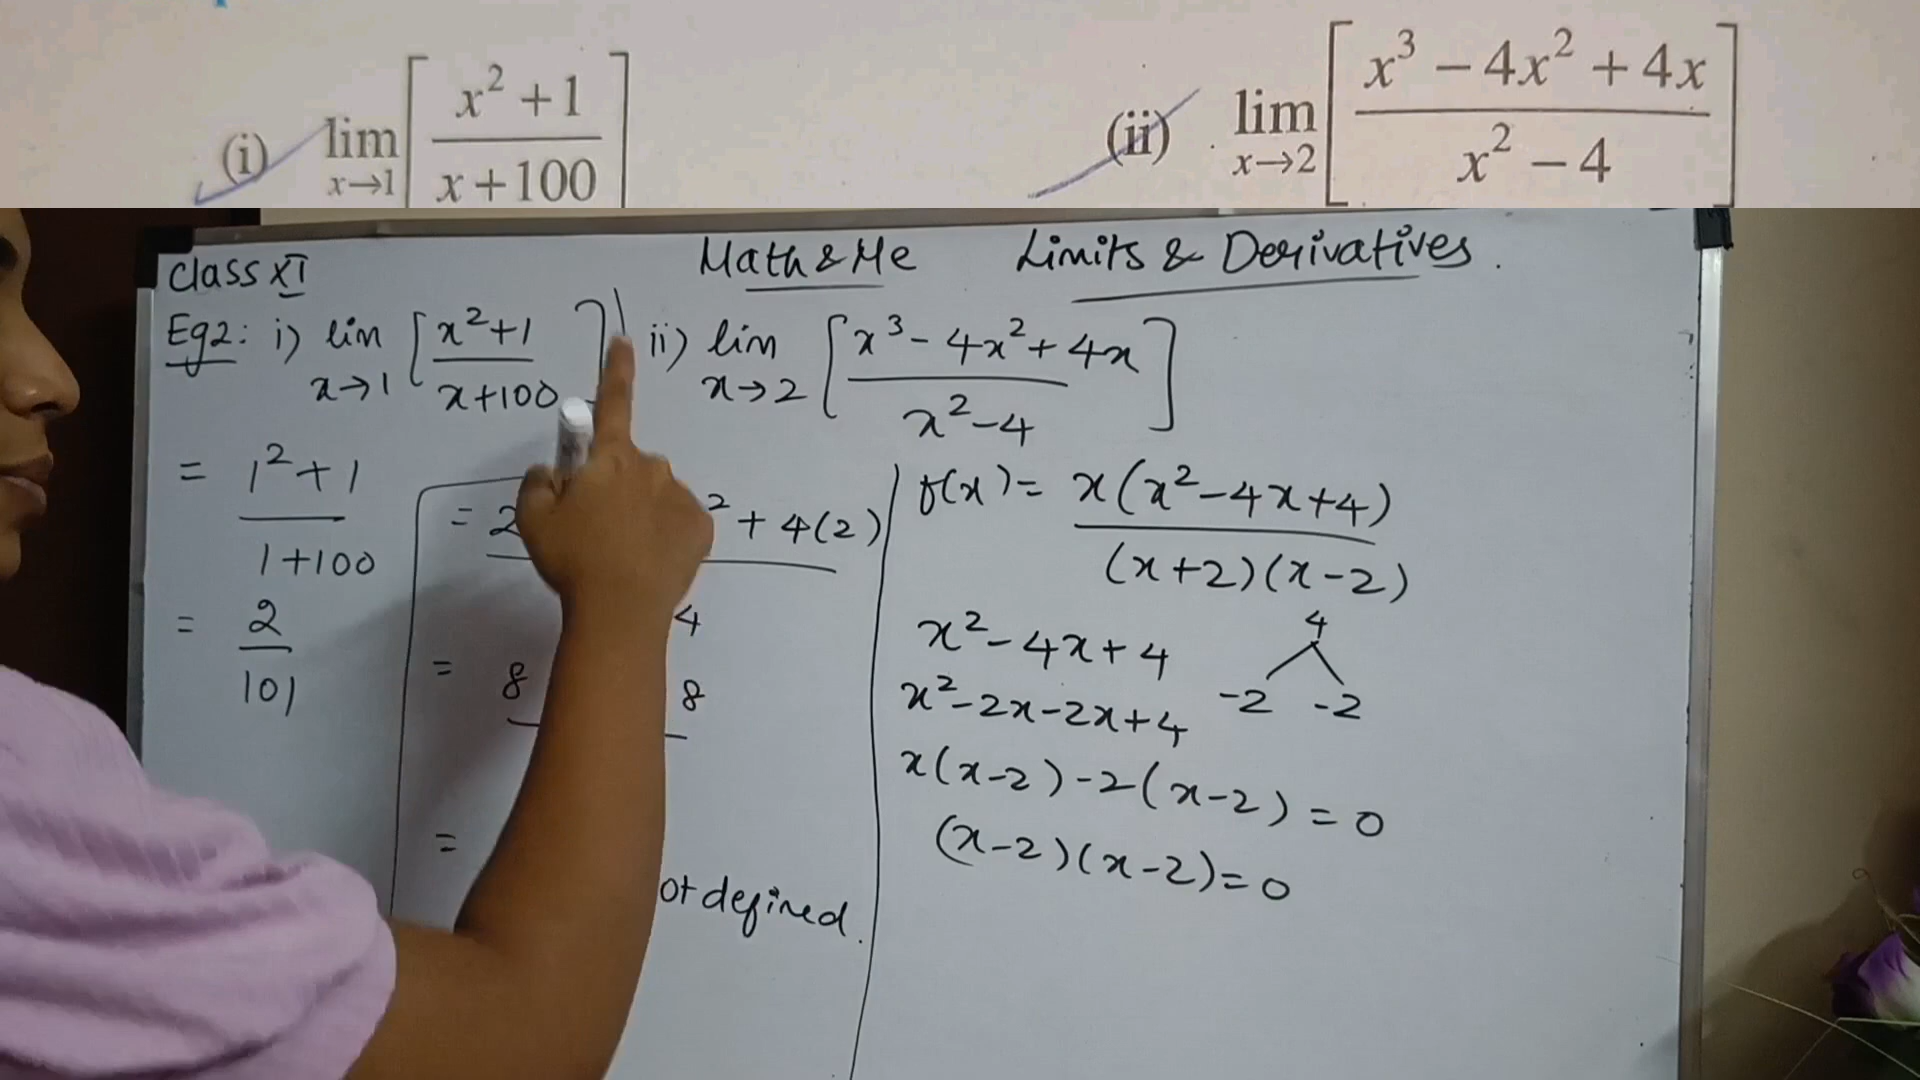 (i) lim x→1 [ x² + 1 / x + 100 ]
(ii) lim x→2 [ x³ − 4x² + 4x / x² − 4 ]
Class XI
Math & Me
Limits & Derivatives.
Eg2: i) lim x→1 [ x²+1 / x+100 ]
= 1²+1 / 1+100
= 2 / 101
ii) lim x→2 [ x³ − 4x² + 4x / x² − 4 ]
= 2 ² + 4(2)
4
= 8 8
=
ot defined.
f(x) = x(x² − 4x + 4) / (x+2)(x−2)
x² − 4x + 4
4
-2 -2
x² − 2x − 2x + 4
x(x−2) − 2(x−2) = 0
(x−2)(x−2) = 0